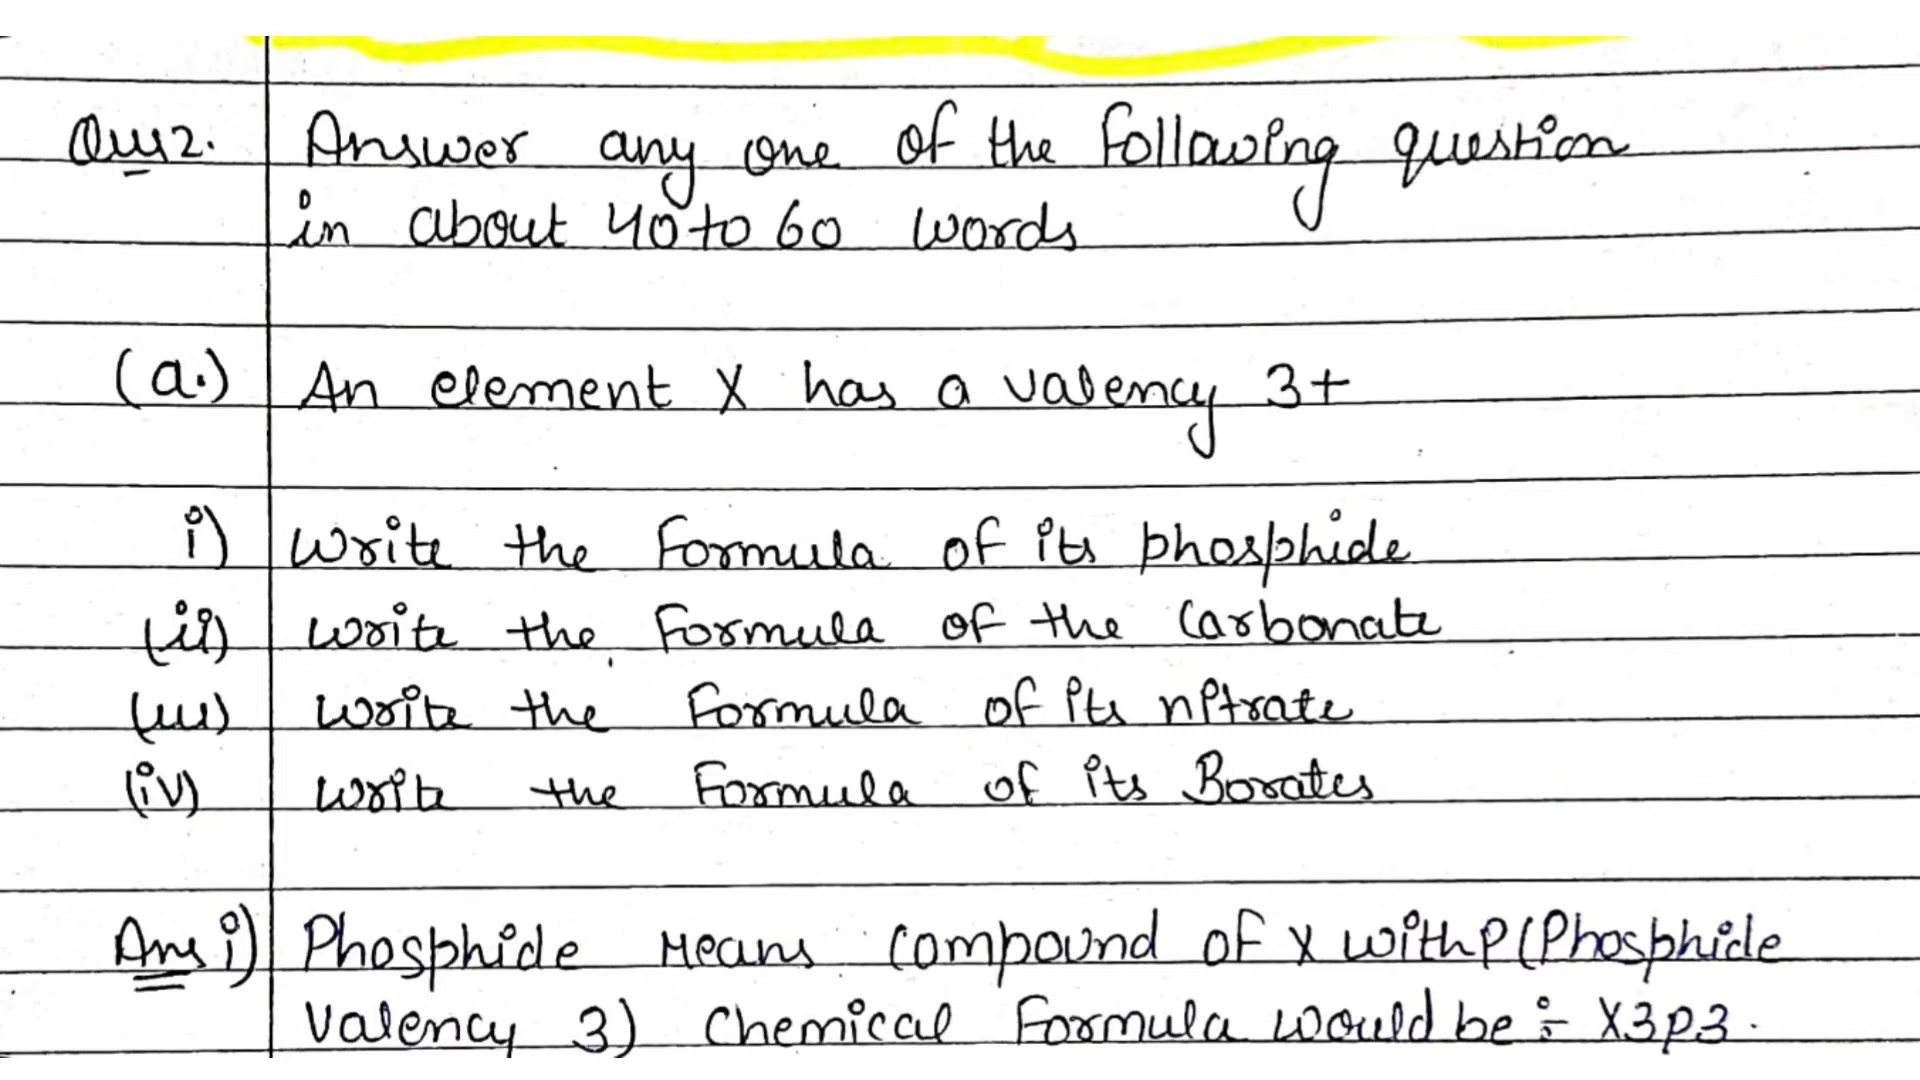 Que2. Answer any one of the following question
in about 40 to 60 words
(a.) An element X has a valency 3+
i) Write the Formula of its phosphide
(ii) write the Formula of the Carbonate
(iii) write the Formula of its nitrate
(iv) write the Formula of its Borates
Ans i) Phosphide Means compound of X with P (Phosphide
Valency 3) Chemical Formula would be :- X3P3.